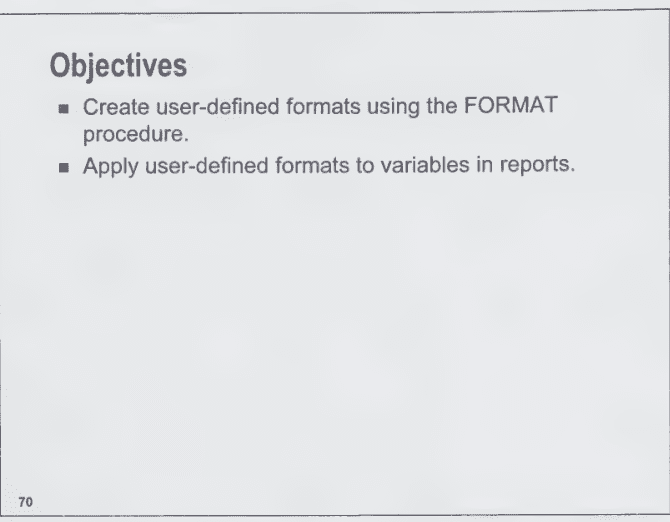 Objectives
■ Create user-defined formats using the FORMAT
procedure.
■ Apply user-defined formats to variables in reports.
70